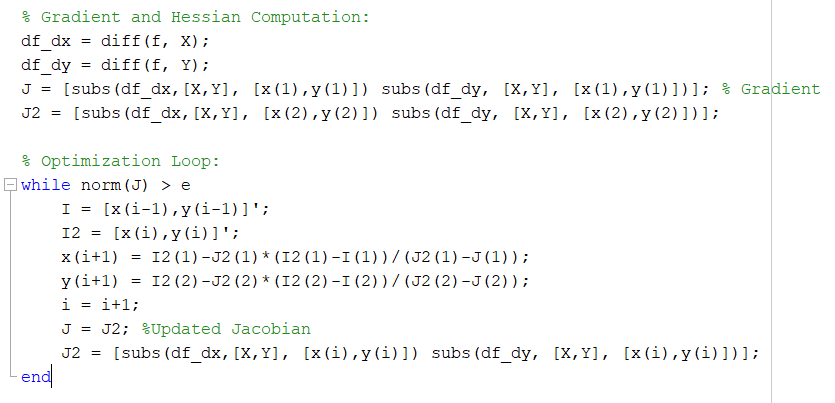 % Gradient and Hessian Computation:
df_dx = diff(f, X);
df_dy = diff(f, Y);
J = [subs(df_dx,[X,Y], [x(1),y(1)]) subs(df_dy, [X,Y], [x(1),y(1)])]; % Gradient
J2 = [subs(df_dx,[X,Y], [x(2),y(2)]) subs(df_dy, [X,Y], [x(2),y(2)])];
% Optimization Loop:
while norm(J) > e
I = [x(i-1),y(i-1)]';
I2 = [x(i),y(i)]';
x(i+1) = I2(1)-J2(1)*(I2(1)-I(1))/(J2(1)-J(1));
y(i+1) = I2(2)-J2(2)*(I2(2)-I(2))/(J2(2)-J(2));
i = i+1;
J = J2; %Updated Jacobian
J2 = [subs(df_dx,[X,Y], [x(i),y(i)]) subs(df_dy, [X,Y], [x(i),y(i)])];
end